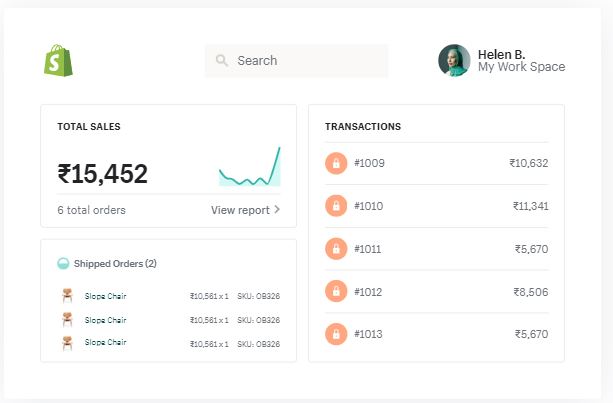 S
Search
Helen B.
My Work Space
TOTAL SALES
₹15,452
6 total orders View report >
Shipped Orders (2)
Slope Chair ₹10,561 x 1 SKU: OB326
Slope Chair ₹10,561 x 1 SKU: OB326
Slope Chair ₹10,561 x 1 SKU: OB326
TRANSACTIONS
#1009 ₹10,632
#1010 ₹11,341
#1011 ₹5,670
#1012 ₹8,506
#1013 ₹5,670